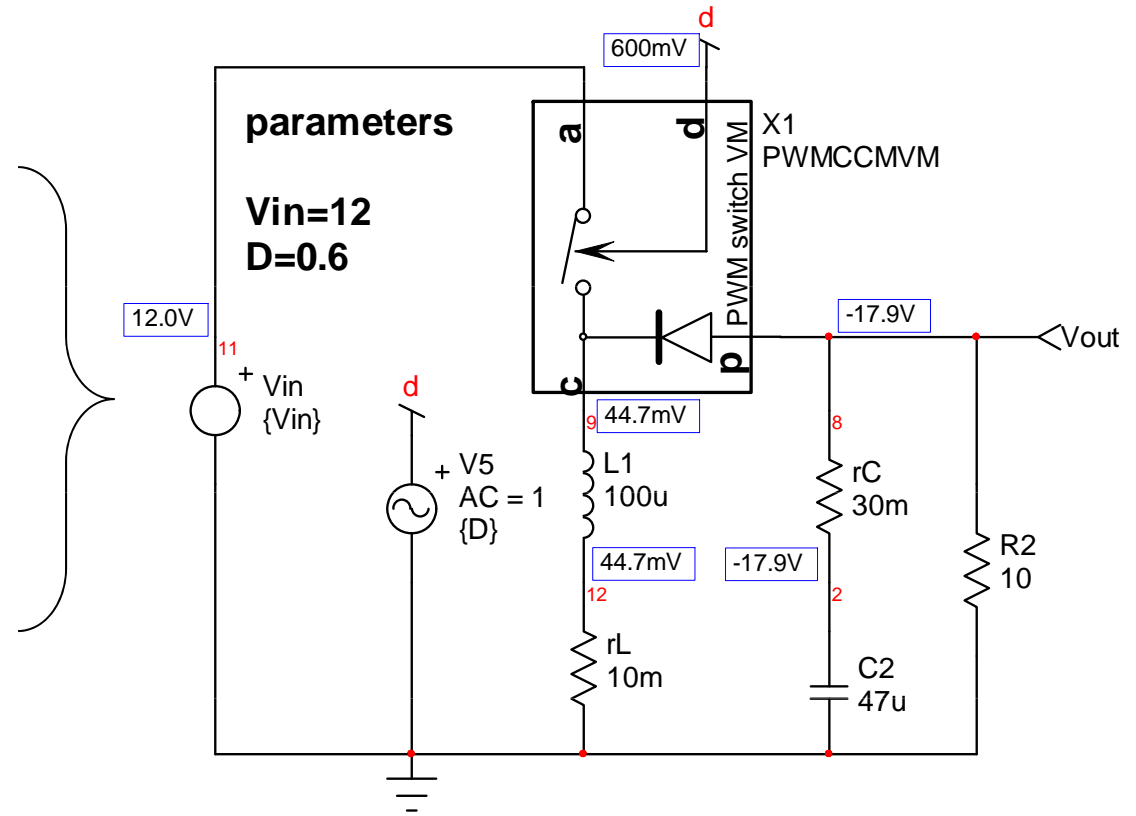 d
600mV
parameters
a
d
X1
PWMCCMVM
PWM switch VM
Vin=12
D=0.6
12.0V
11
+
Vin
{Vin}
-17.9V
Vout
p
c
d
44.7mV
9
8
+
V5
AC = 1
{D}
L1
100u
rC
30m
44.7mV
-17.9V
R2
10
12
2
rL
10m
C2
47u